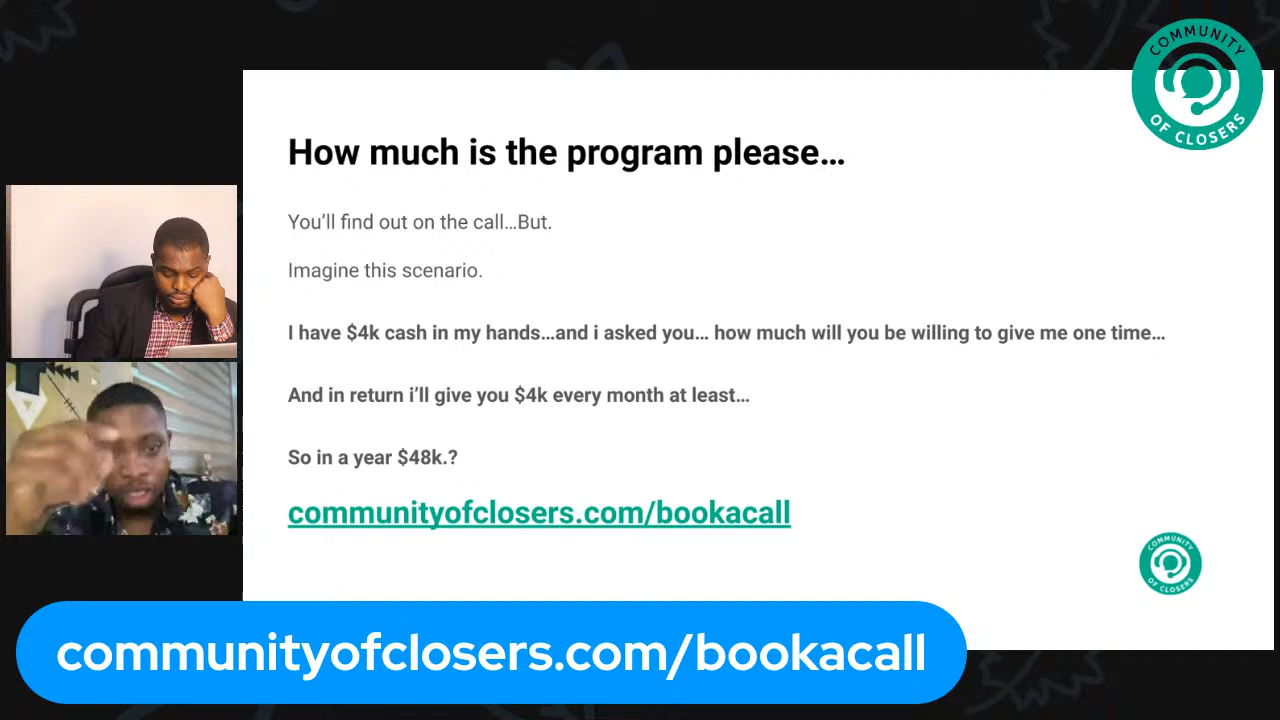 COMMUNITY
OF CLOSERS
How much is the program please...
You'll find out on the call...But.
Imagine this scenario.
I have $4k cash in my hands...and i asked you... how much will you be willing to give me one time...
And in return i'll give you $4k every month at least...
So in a year $48k.?
communityofclosers.com/bookacall
COMMUNITY
OF CLOSERS
communityofclosers.com/bookacall